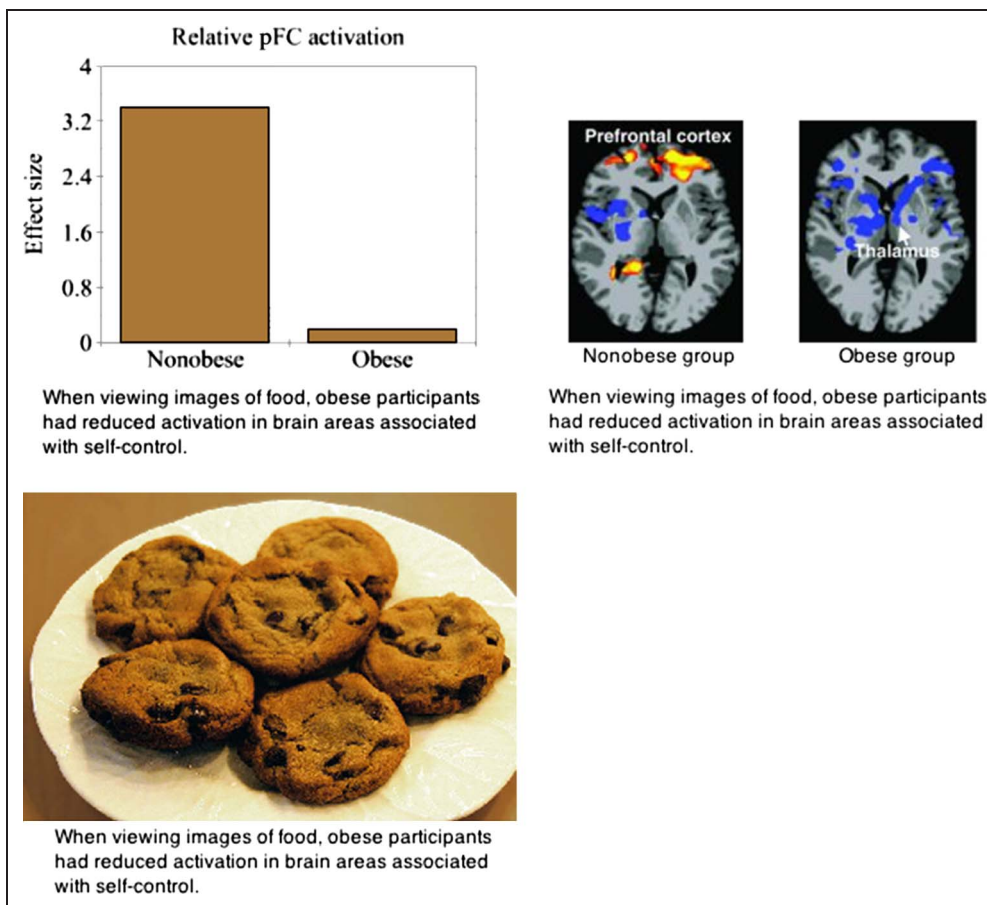 Relative pFC activation
4
3.2
2.4
1.6
0.8
0
Effect size
Nonobese Obese
When viewing images of food, obese participants
had reduced activation in brain areas associated
with self-control.
Prefrontal cortex
Thalamus
Nonobese group
Obese group
When viewing images of food, obese participants
had reduced activation in brain areas associated
with self-control.
When viewing images of food, obese participants
had reduced activation in brain areas associated
with self-control.